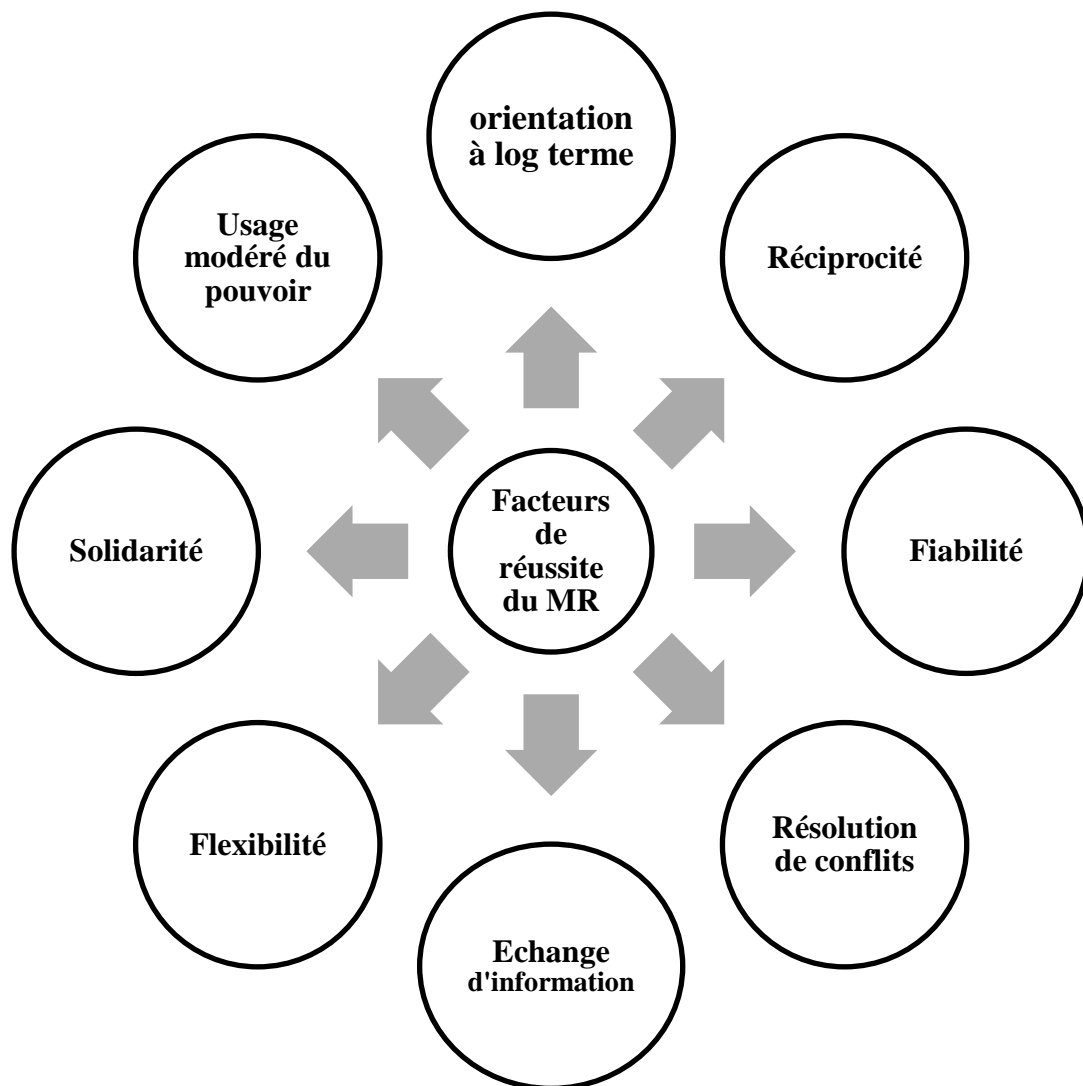 orientation
à log terme
Réciprocité
Fiabilité
Résolution
de conflits
Echange
d'information
Flexibilité
Solidarité
Usage
modéré du
pouvoir
Facteurs
de
réussite
du MR